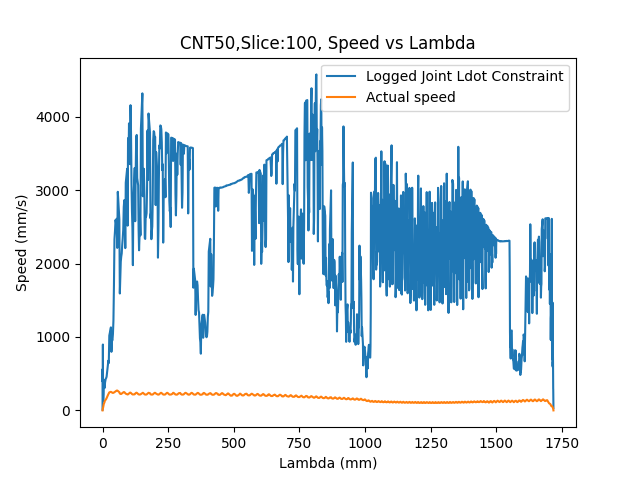 CNT50,Slice:100, Speed vs Lambda
Logged Joint Ldot Constraint
Actual speed
Speed (mm/s)
4000
3000
2000
1000
0
0
250
500
750
1000
1250
1500
1750
Lambda (mm)